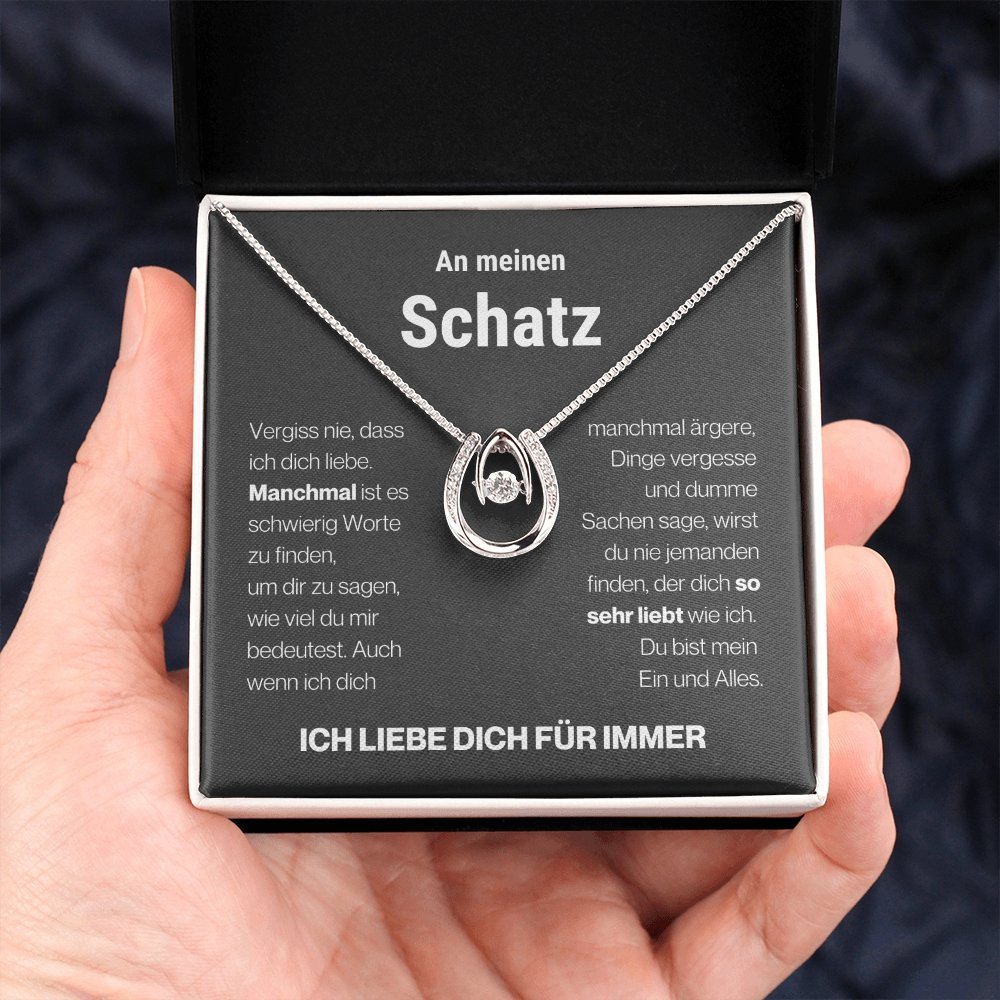 An meinen
Schatz
Vergiss nie, dass
ich dich liebe.
Manchmal ist es
schwierig Worte
zu finden,
um dir zu sagen,
wie viel du mir
bedeutest. Auch
wenn ich dich
manchmal ärgere,
Dinge vergesse
und dumme
Sachen sage, wirst
du nie jemanden
finden, der dich so
sehr liebt wie ich.
Du bist mein
Ein und Alles.
ICH LIEBE DICH FÜR IMMER